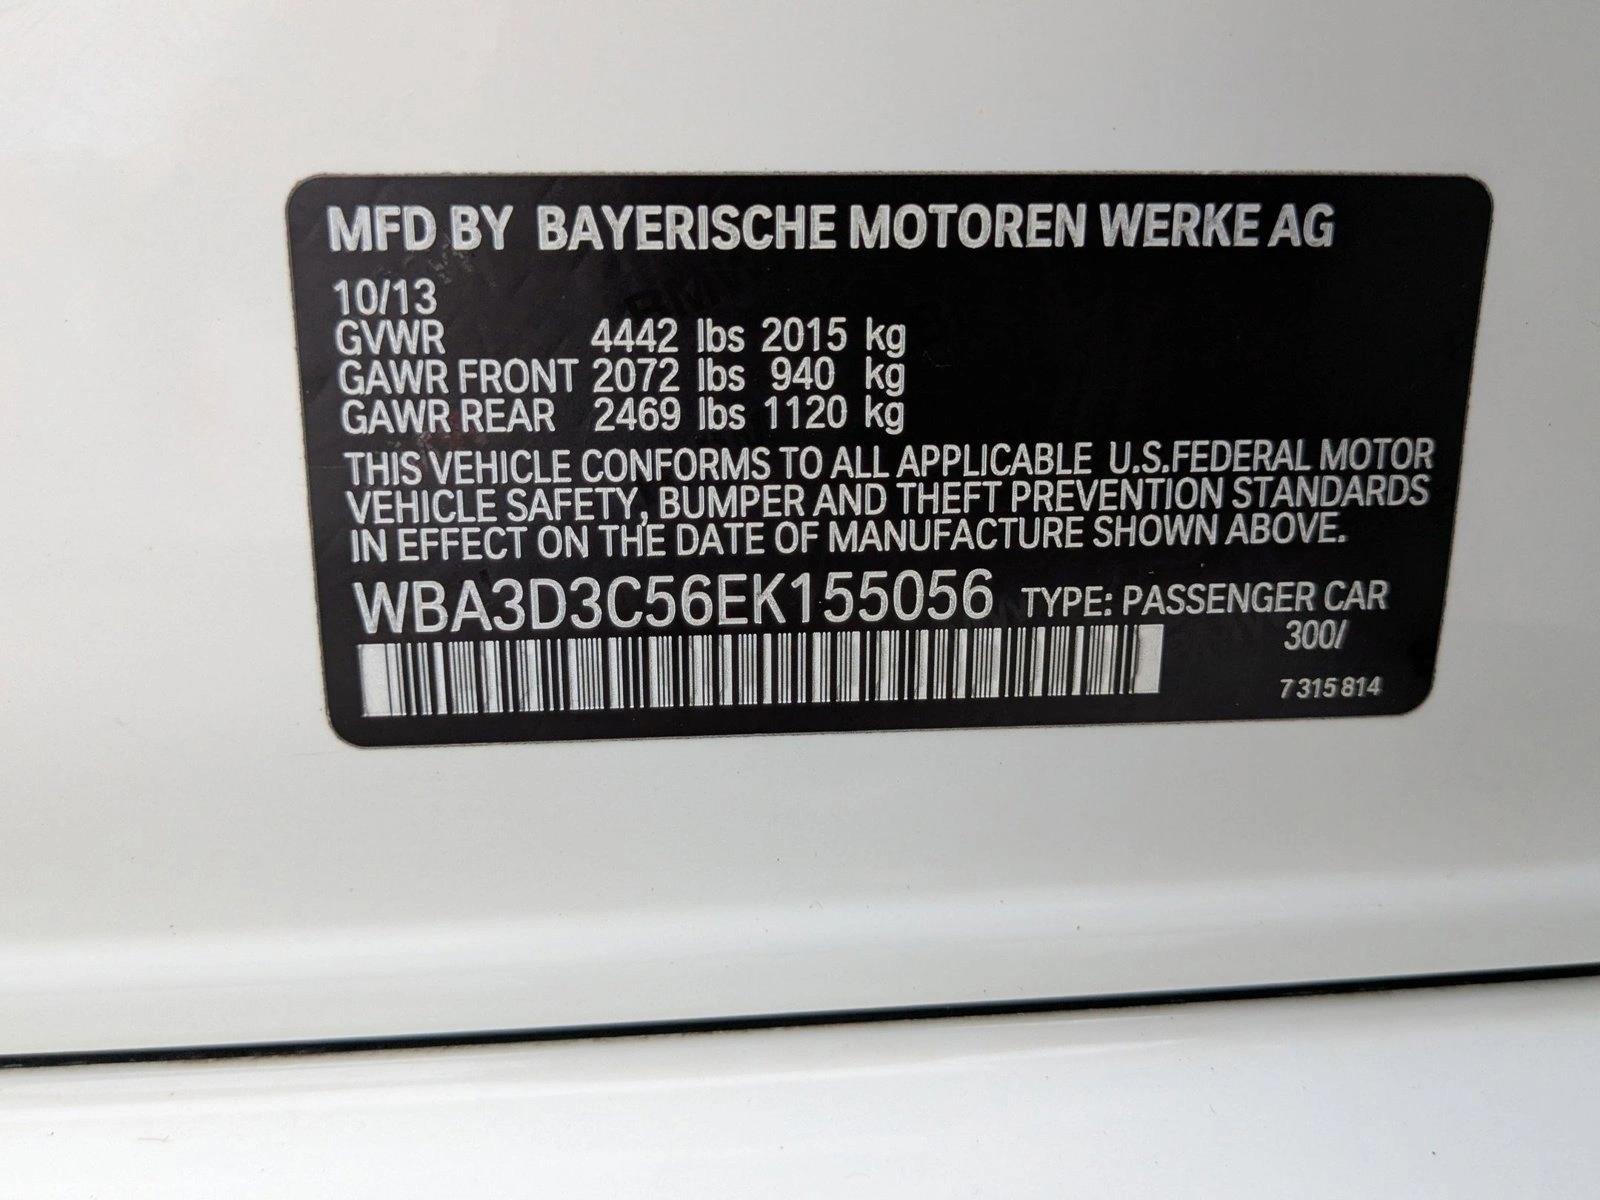 MFD BY BAYERISCHE MOTOREN WERKE AG
10/13
GVWR 4442 lbs 2015 kg
GAWR FRONT 2072 lbs 940 kg
GAWR REAR 2469 lbs 1120 kg
THIS VEHICLE CONFORMS TO ALL APPLICABLE U.S.FEDERAL MOTOR
VEHICLE SAFETY, BUMPER AND THEFT PREVENTION STANDARDS
IN EFFECT ON THE DATE OF MANUFACTURE SHOWN ABOVE.
WBA3D3C56EK155056 TYPE: PASSENGER CAR
300/
7 315 814